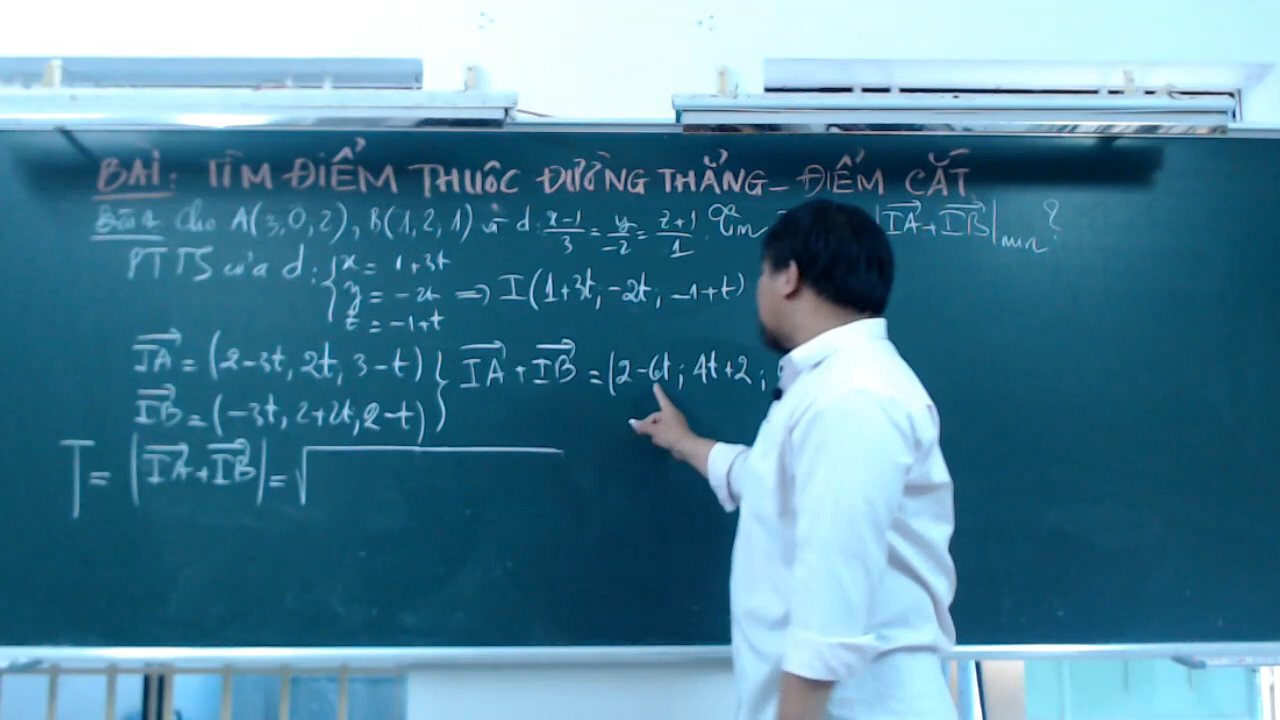 BÀI: TÌM ĐIỂM THUỘC ĐƯỜNG THẲNG - ĐIỂM CẮT
Cho A(3,0,2), B(1,2,1) và d: x-1/3 = y/-2 = z+1/1. Tìm |IA+IB| min?
PTTS của d: { x = 1+3t
y = -2t => I(1+3t; -2t; -1+t)
z = -1+t
IA = (2-3t, 2t, 3-t) } IA + IB = (2-6t; 4t+2;
IB = (-3t, 2+2t, 2-t)
T = |IA+IB| = √